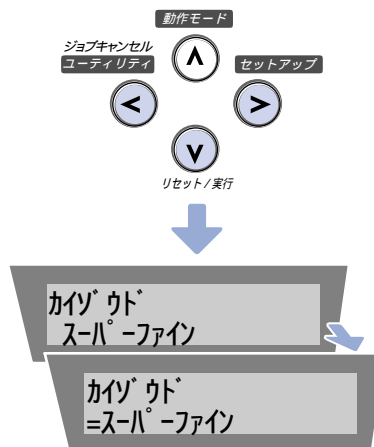 動作モード
ジョブキャンセル
ユーティリティ
セットアップ
リセット / 実行
カイゾウド
スーパーファイン
カイゾウド
=スーパーファイン